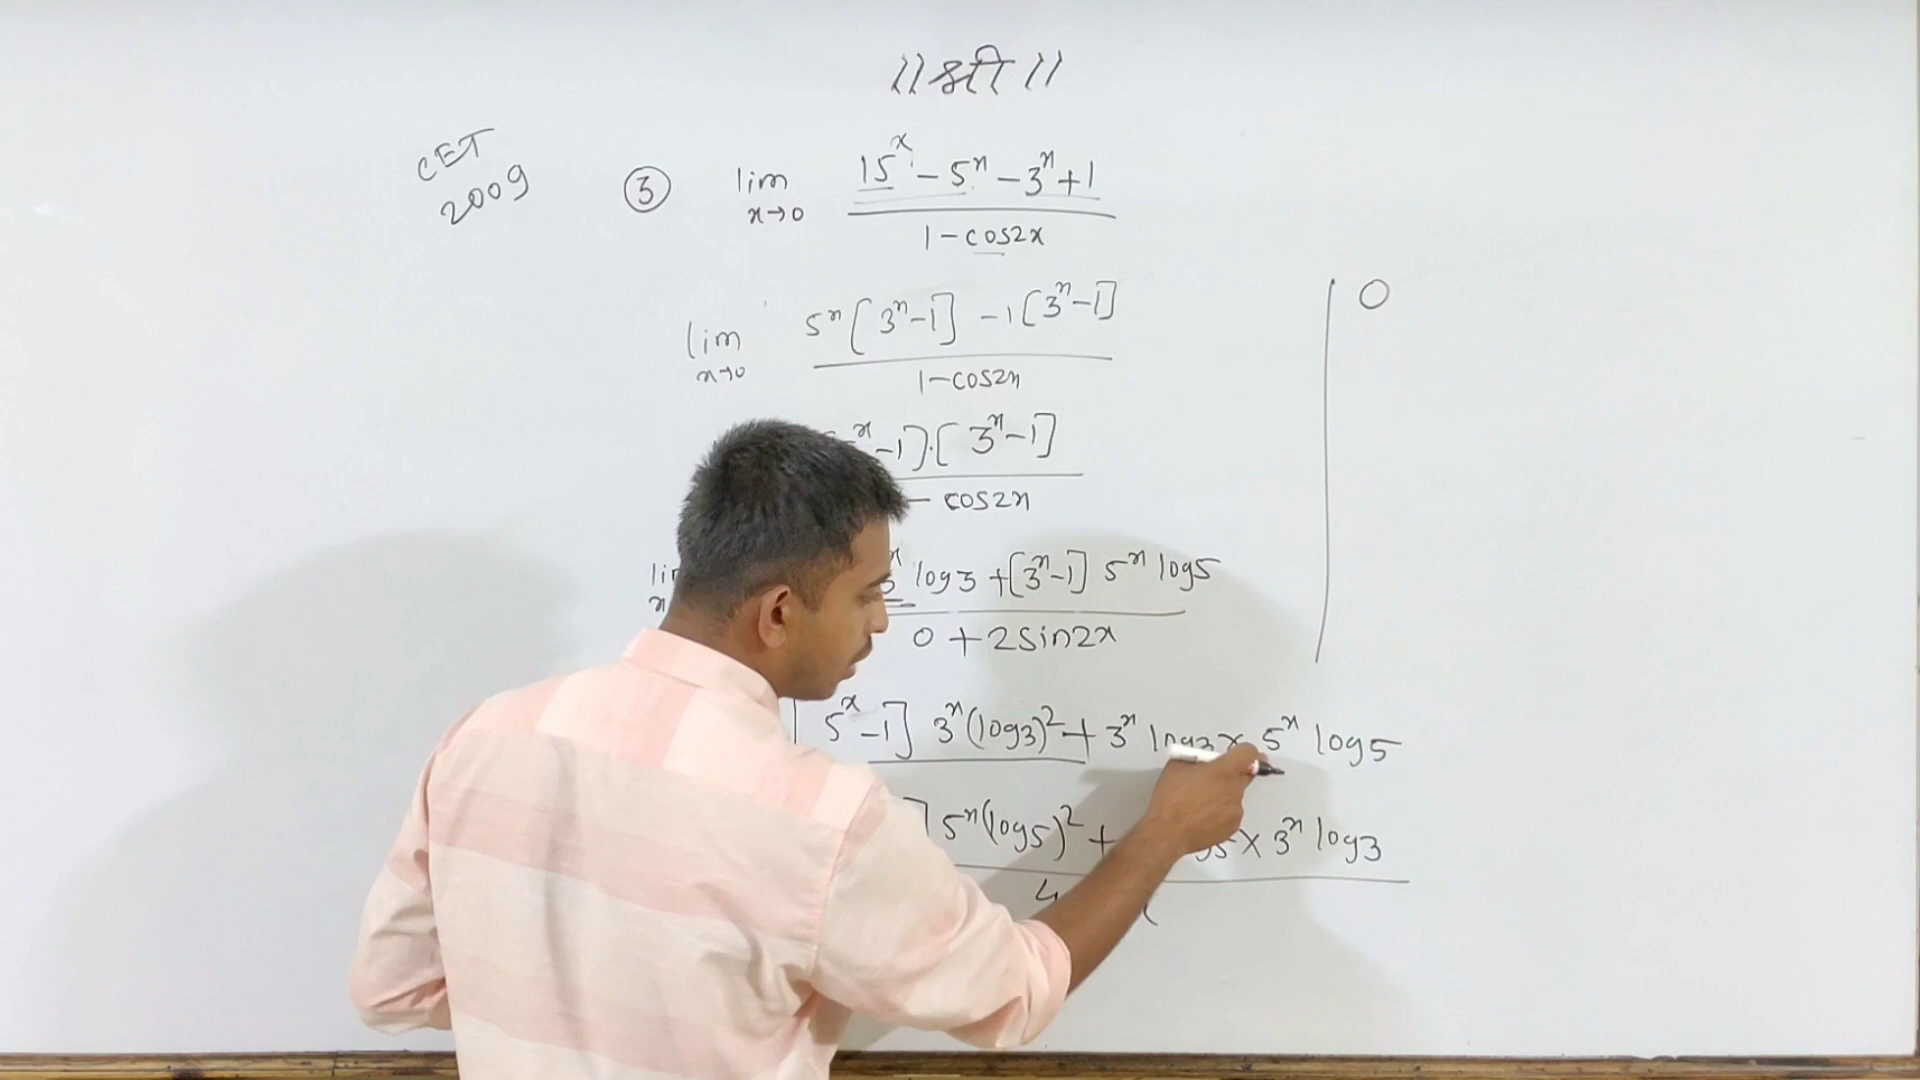 ॥ श्री ॥
CET
2009
③ lim x→0 15^x - 5^x - 3^x + 1
1 - cos2x
lim x→0 5^x [3^x - 1] - 1 [3^x - 1]
1 - cos2x
^x - 1] . [3^x - 1]
- cos2x
log3 + [3^x - 1] 5^x log5
0 + 2sin2x
[5^x - 1] 3^x (log3)^2 + 3^x log3 × 5^x log5
] 5^x (log5)^2 + × 3^x log3
4
0